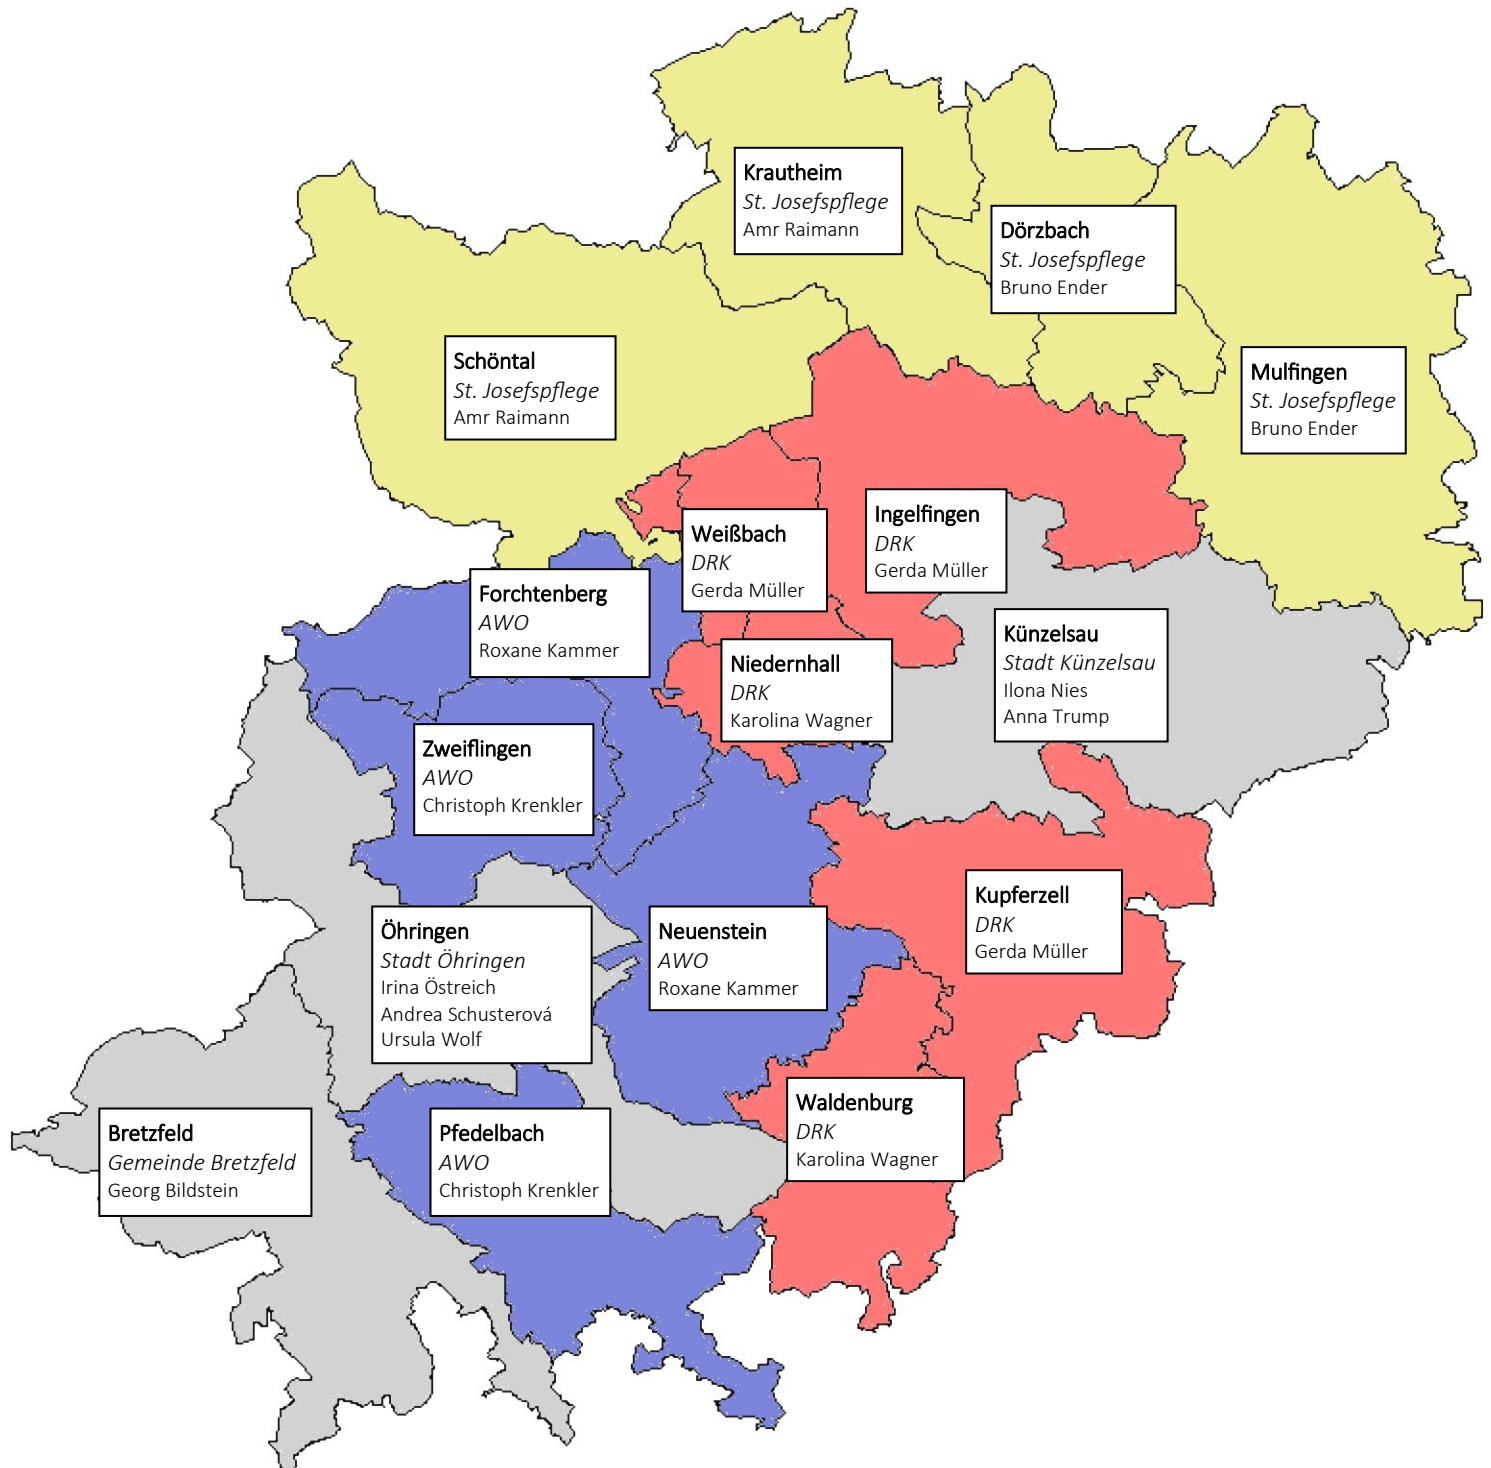 Krautheim
St. Josefspflege
Amr Raimann
Dörzbach
St. Josefspflege
Bruno Ender
Schöntal
St. Josefspflege
Amr Raimann
Mulfingen
St. Josefspflege
Bruno Ender
Ingelfingen
DRK
Gerda Müller
Weißbach
DRK
Gerda Müller
Forchtenberg
AWO
Roxane Kammer
Künzelsau
Stadt Künzelsau
Ilona Nies
Anna Trump
Niedernhall
DRK
Karolina Wagner
Zweiflingen
AWO
Christoph Krenkler
Kupferzell
DRK
Gerda Müller
Öhringen
Stadt Öhringen
Irina Östreich
Andrea Schusterová
Ursula Wolf
Neuenstein
AWO
Roxane Kammer
Waldenburg
DRK
Karolina Wagner
Bretzfeld
Gemeinde Bretzfeld
Georg Bildstein
Pfedelbach
AWO
Christoph Krenkler